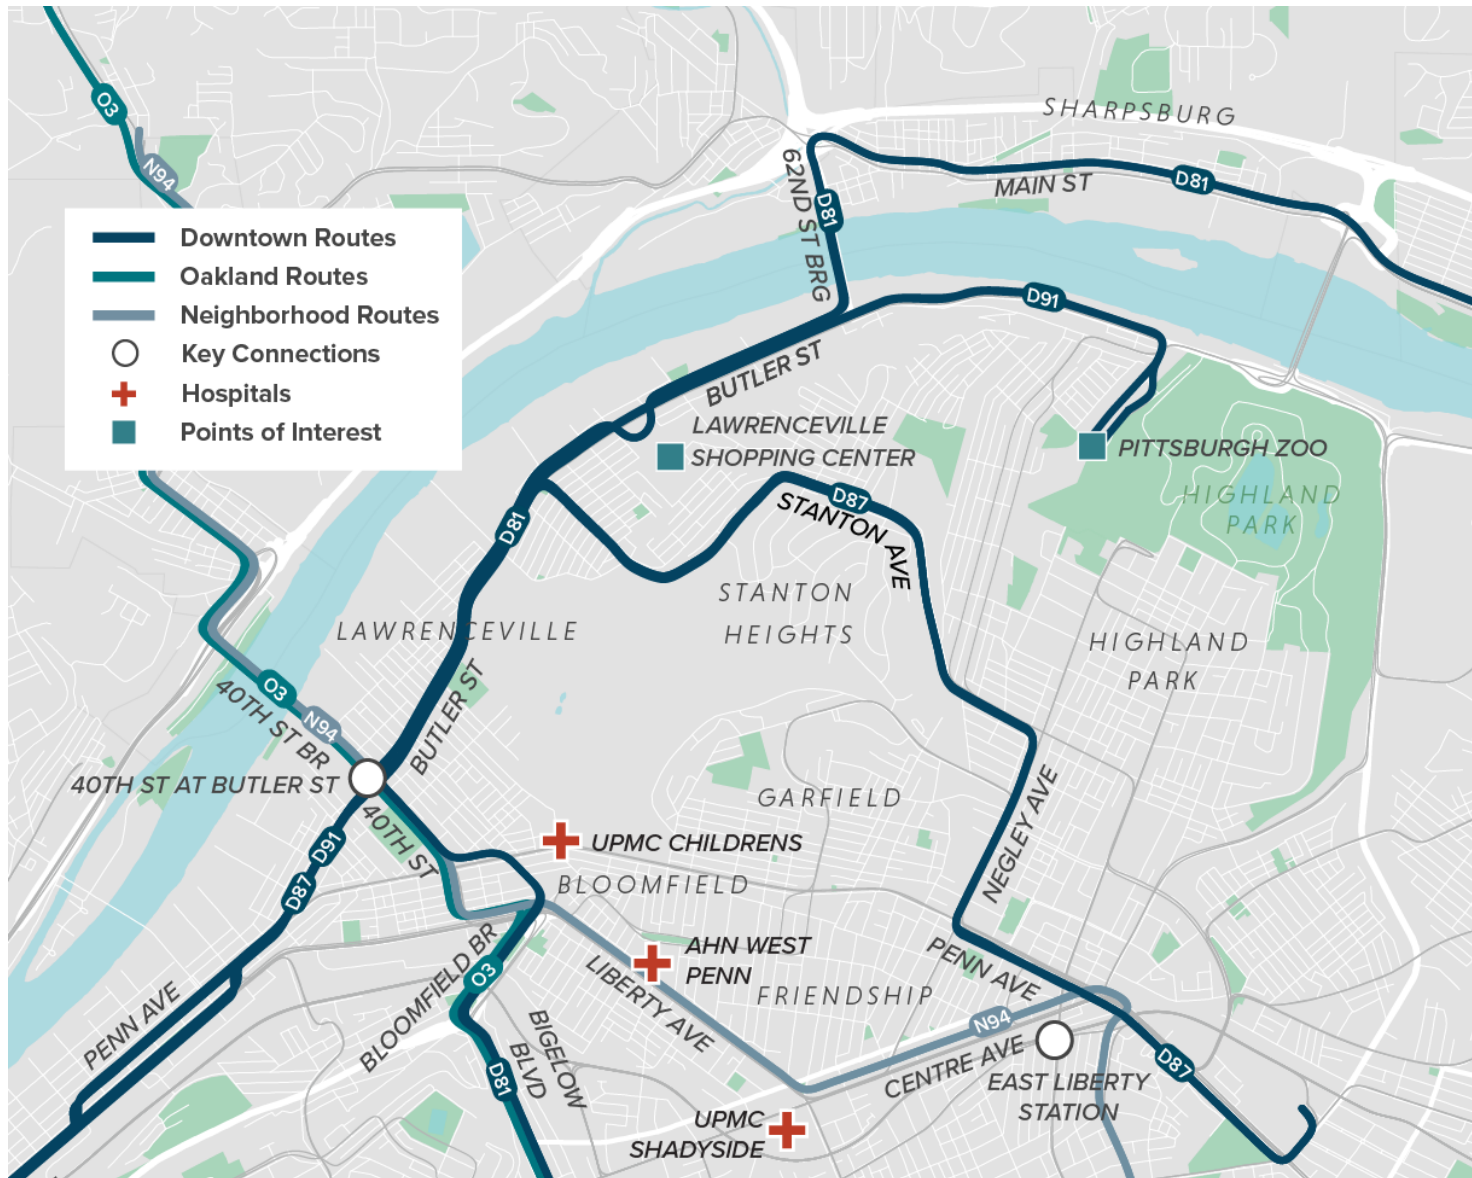 O3
SHARPSBURG
N94
62ND ST BRG
D81
MAIN ST
D81
Downtown Routes
Oakland Routes
Neighborhood Routes
Key Connections
Hospitals
Points of Interest
D91
BUTLER ST
LAWRENCEVILLE
SHOPPING CENTER
PITTSBURGH ZOO
D87
STANTON AVE
HIGHLAND
PARK
D81
STANTON
HEIGHTS
LAWRENCEVILLE
HIGHLAND
PARK
O3
N94
40TH ST BR
BUTLER ST
40TH ST AT BUTLER ST
40TH ST
GARFIELD
NEGLEY AVE
UPMC CHILDRENS
D91
D87
BLOOMFIELD
BLOOMFIELD BR
O3
AHN WEST
PENN
LIBERTY AVE
FRIENDSHIP
PENN AVE
PENN AVE
N94
CENTRE AVE
BIGELOW
BLVD
D81
EAST LIBERTY
STATION
D87
UPMC
SHADYSIDE